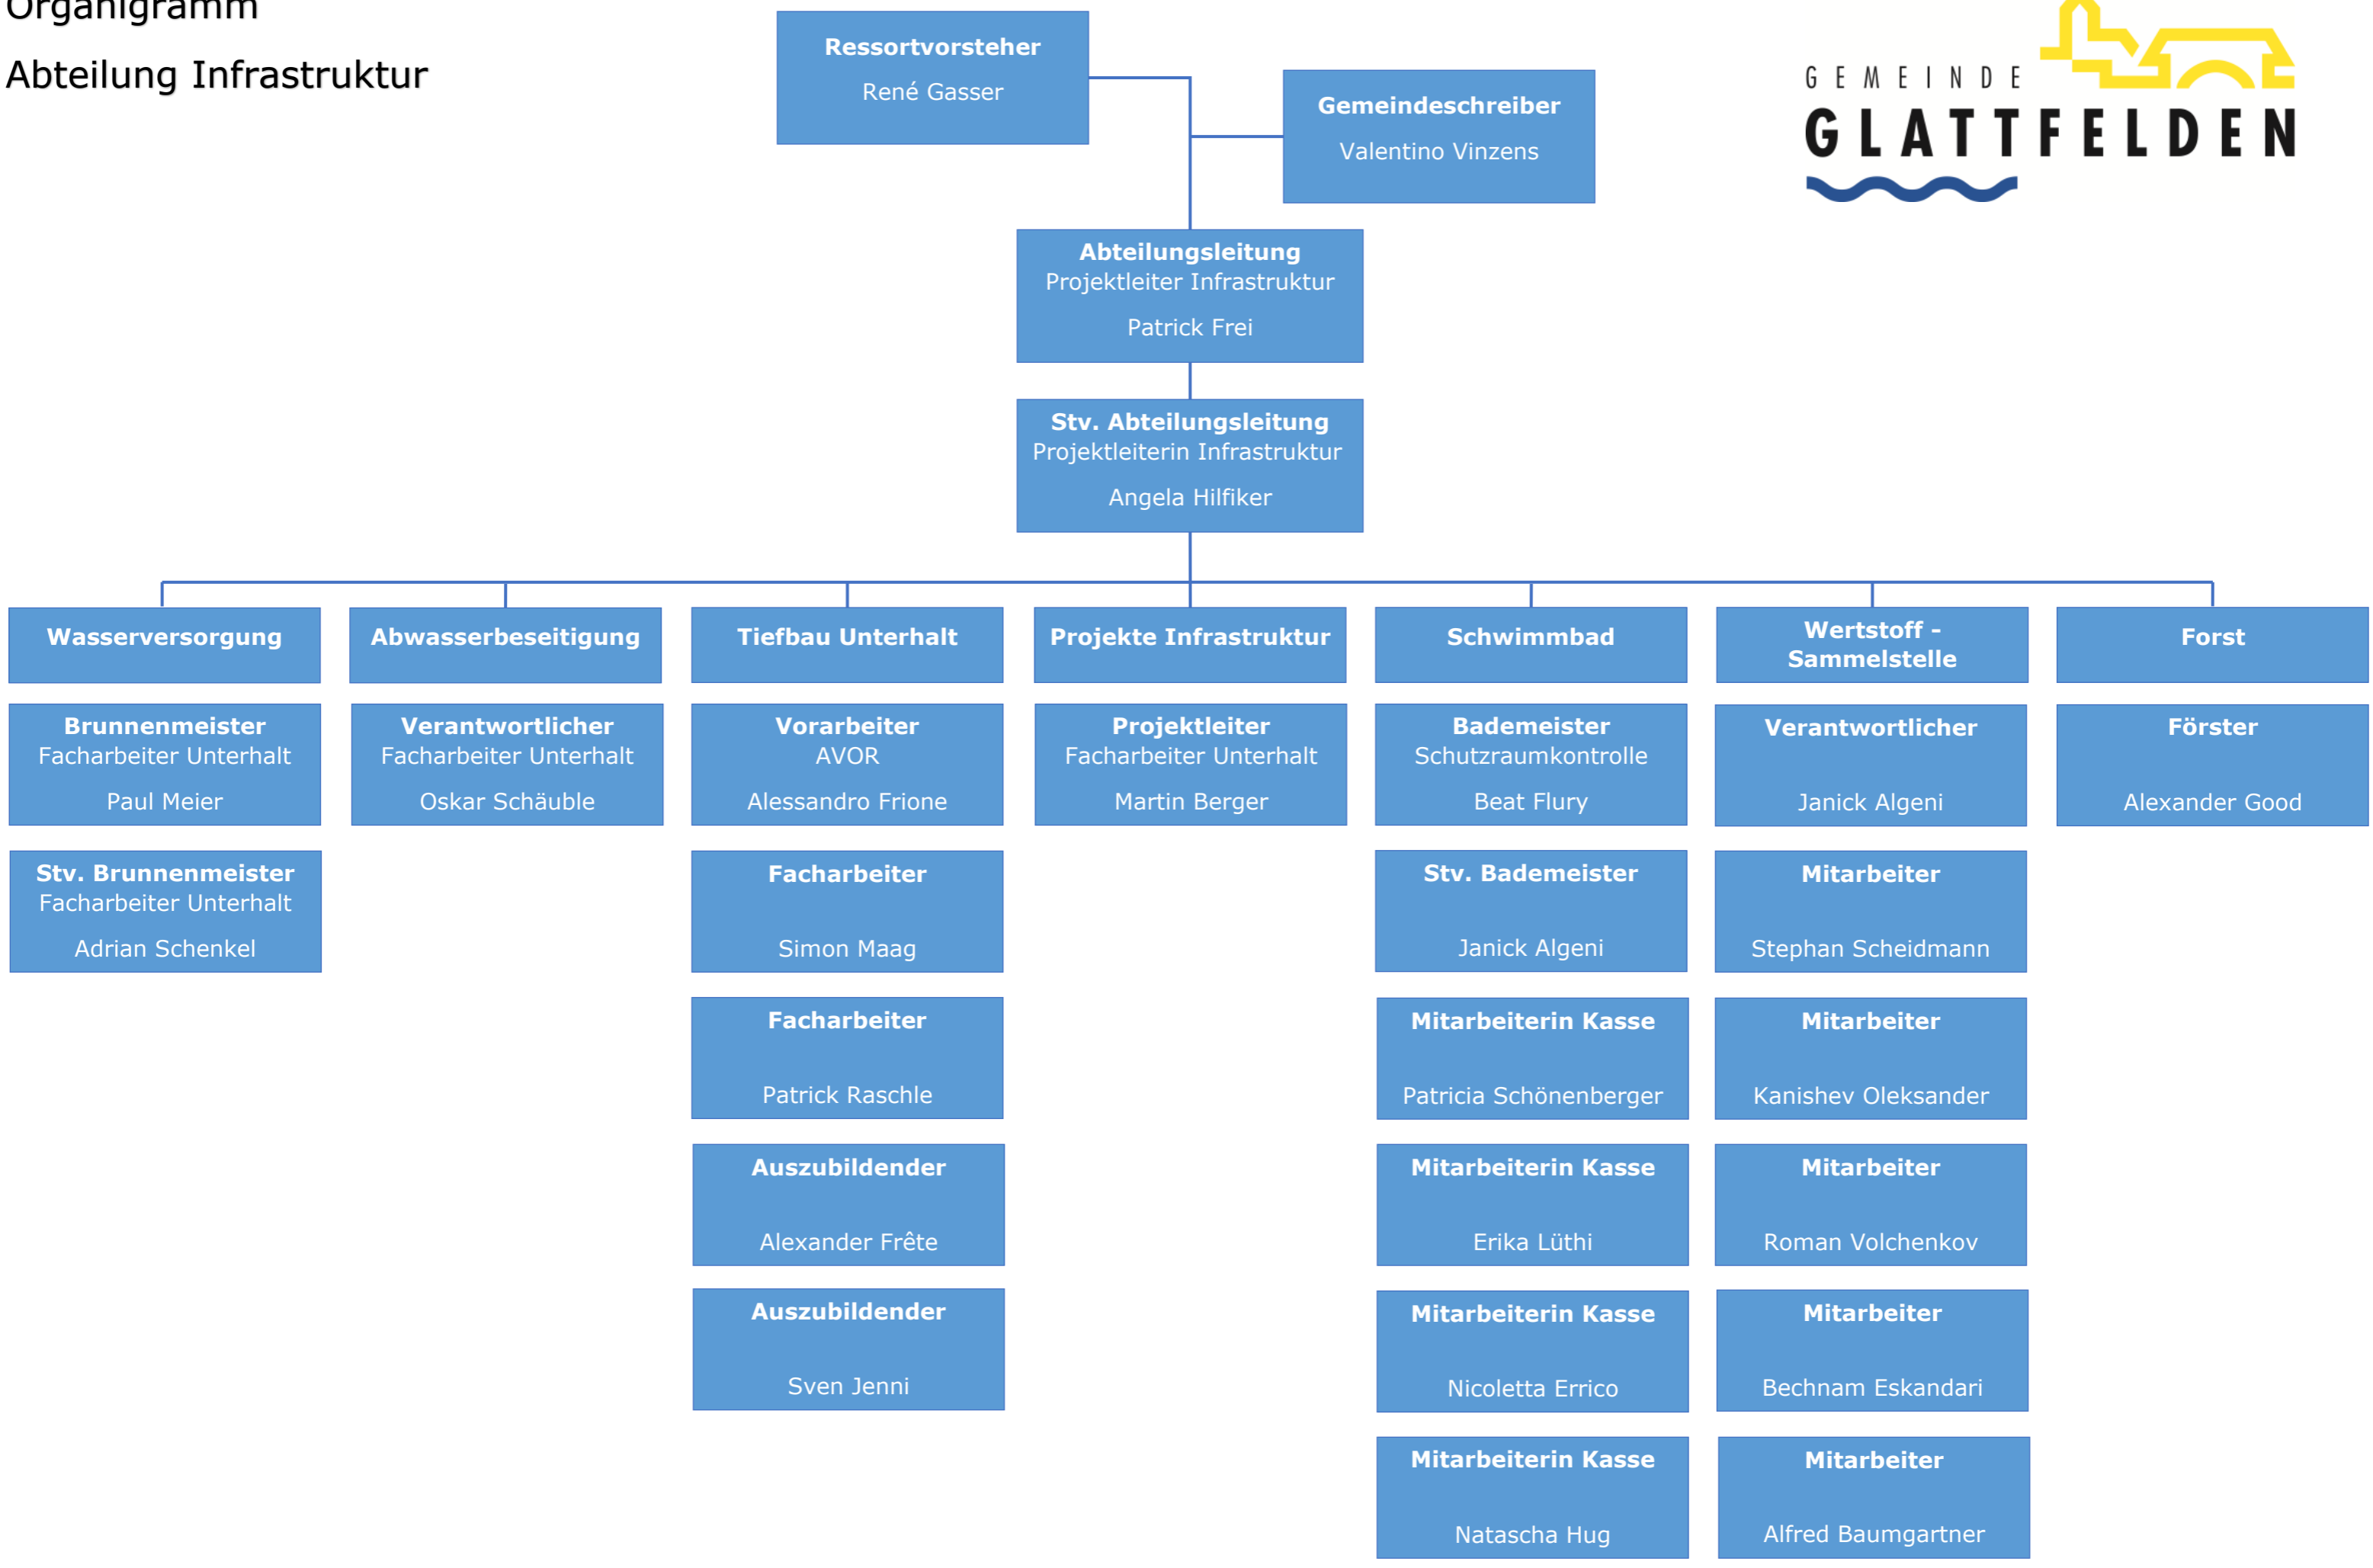 Organigramm
Abteilung Infrastruktur
Ressortvorsteher
René Gasser
Gemeindeschreiber
Valentino Vinzens
GEMEINDE
GLATTFELDEN
Abteilungsleitung
Projektleiter Infrastruktur
Patrick Frei
Stv. Abteilungsleitung
Projektleiterin Infrastruktur
Angela Hilfiker
Wasserversorgung
Brunnenmeister
Facharbeiter Unterhalt
Paul Meier
Stv. Brunnenmeister
Facharbeiter Unterhalt
Adrian Schenkel
Abwasserbeseitigung
Verantwortlicher
Facharbeiter Unterhalt
Oskar Schäuble
Tiefbau Unterhalt
Vorarbeiter
AVOR
Alessandro Frione
Facharbeiter
Simon Maag
Facharbeiter
Patrick Raschle
Auszubildender
Alexander Frête
Auszubildender
Sven Jenni
Projekte Infrastruktur
Projektleiter
Facharbeiter Unterhalt
Martin Berger
Schwimmbad
Bademeister
Schutzraumkontrolle
Beat Flury
Stv. Bademeister
Janick Algeni
Mitarbeiterin Kasse
Patricia Schönenberger
Mitarbeiterin Kasse
Erika Lüthi
Mitarbeiterin Kasse
Nicoletta Errico
Mitarbeiterin Kasse
Natascha Hug
Wertstoff –
Sammelstelle
Verantwortlicher
Janick Algeni
Mitarbeiter
Stephan Scheidmann
Mitarbeiter
Kanishev Oleksander
Mitarbeiter
Roman Volchenkov
Mitarbeiter
Bechnam Eskandari
Mitarbeiter
Alfred Baumgartner
Forst
Förster
Alexander Good